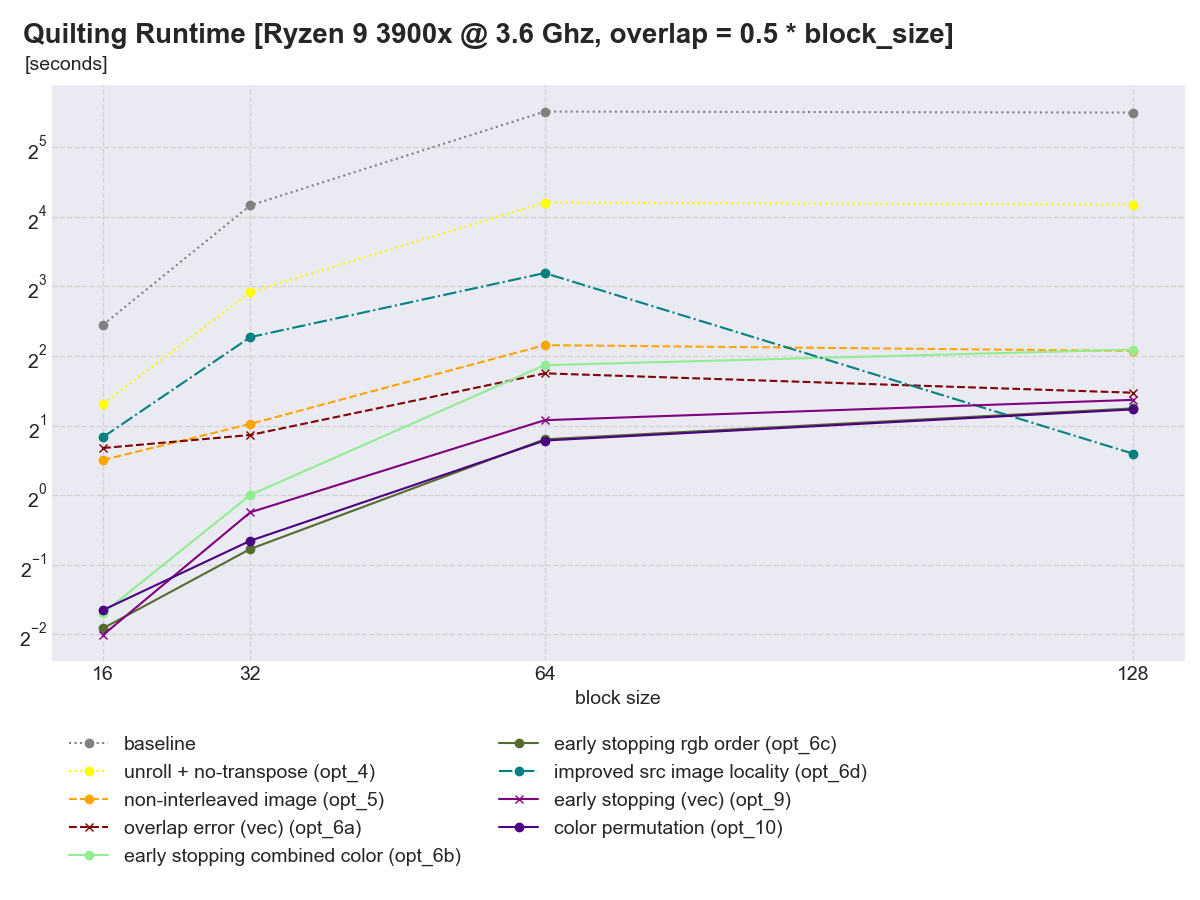 Quilting Runtime [Ryzen 9 3900x @ 3.6 Ghz, overlap = 0.5 * block_size]
[seconds]
2^5
2^4
2^3
2^2
2^1
2^0
2^−1
2^−2
16 32 64 128
block size
baseline
unroll + no-transpose (opt_4)
non-interleaved image (opt_5)
overlap error (vec) (opt_6a)
early stopping combined color (opt_6b)
early stopping rgb order (opt_6c)
improved src image locality (opt_6d)
early stopping (vec) (opt_9)
color permutation (opt_10)